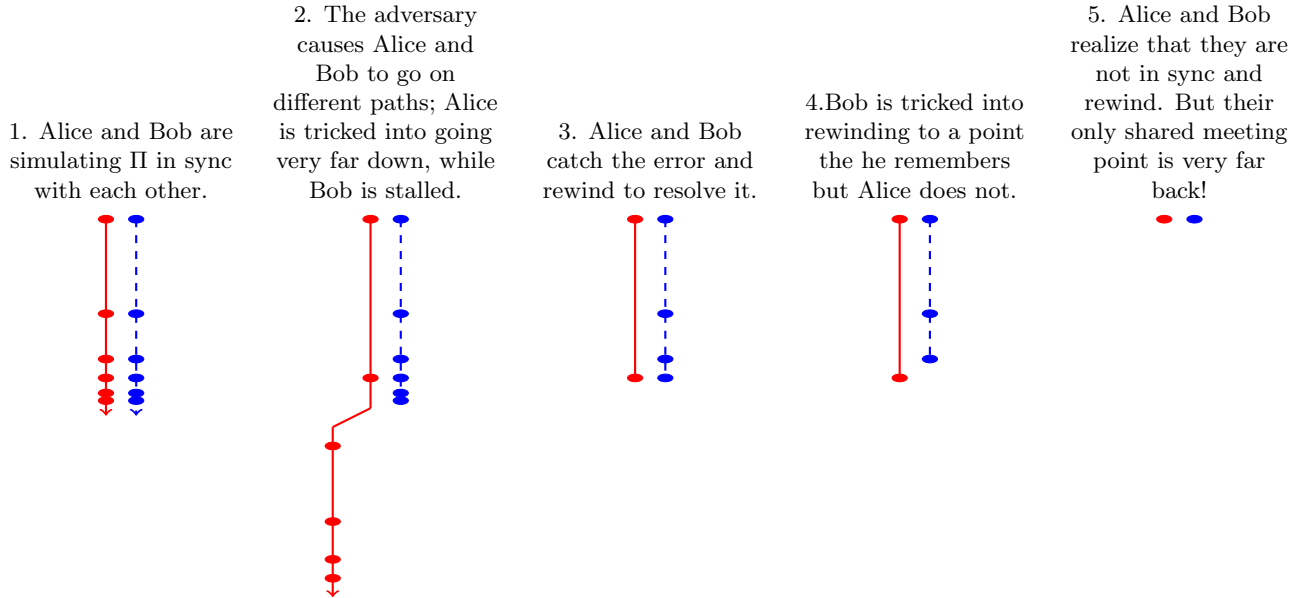 1. Alice and Bob are
simulating Π in sync
with each other.
2. The adversary
causes Alice and
Bob to go on
different paths; Alice
is tricked into going
very far down, while
Bob is stalled.
3. Alice and Bob
catch the error and
rewind to resolve it.
4.Bob is tricked into
rewinding to a point
the he remembers
but Alice does not.
5. Alice and Bob
realize that they are
not in sync and
rewind. But their
only shared meeting
point is very far
back!